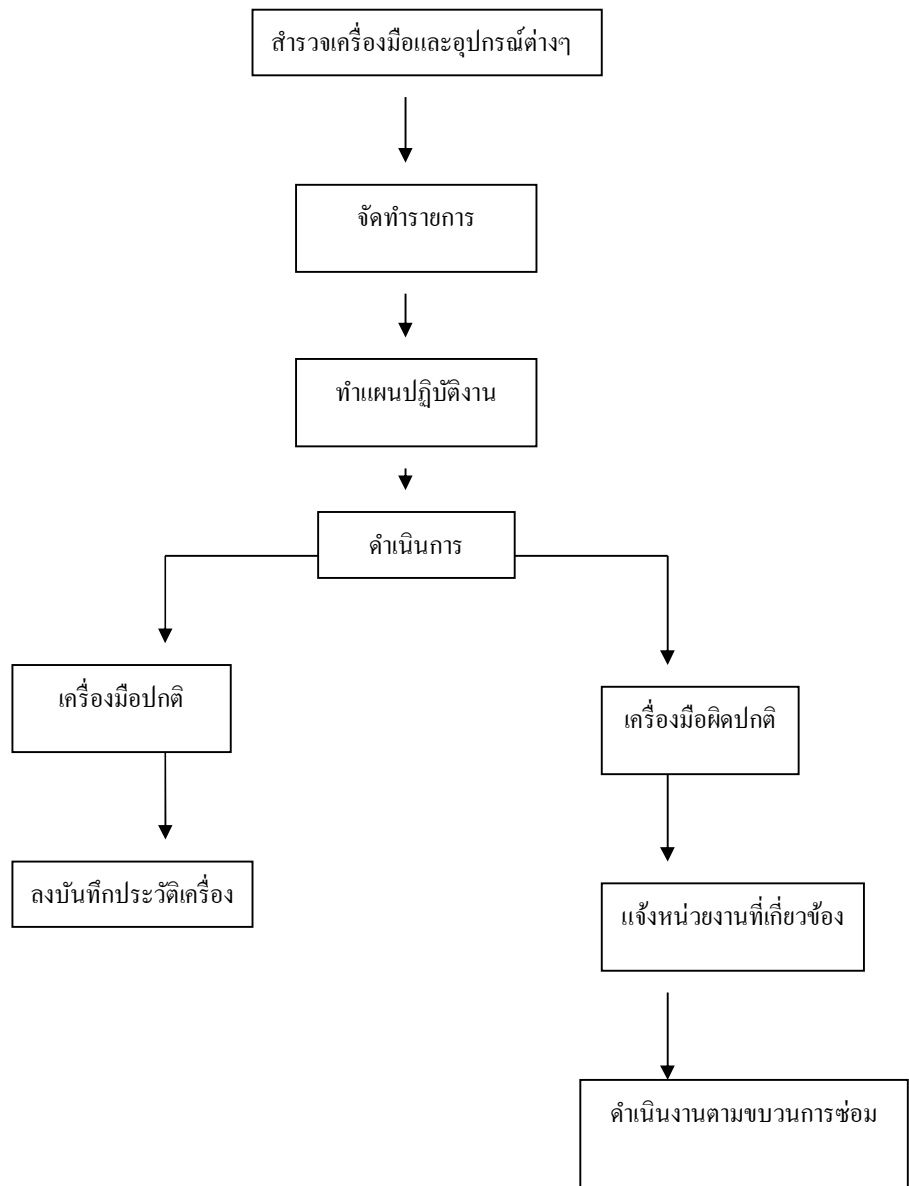 สำรวจเครื่องมือและอุปกรณ์ต่างๆ
จัดทำรายการ
ทำแผนปฏิบัติงาน
ดำเนินการ
เครื่องมือปกติ
เครื่องมือผิดปกติ
ลงบันทึกประวัติเครื่อง
แจ้งหน่วยงานที่เกี่ยวข้อง
ดำเนินงานตามขบวนการซ่อม